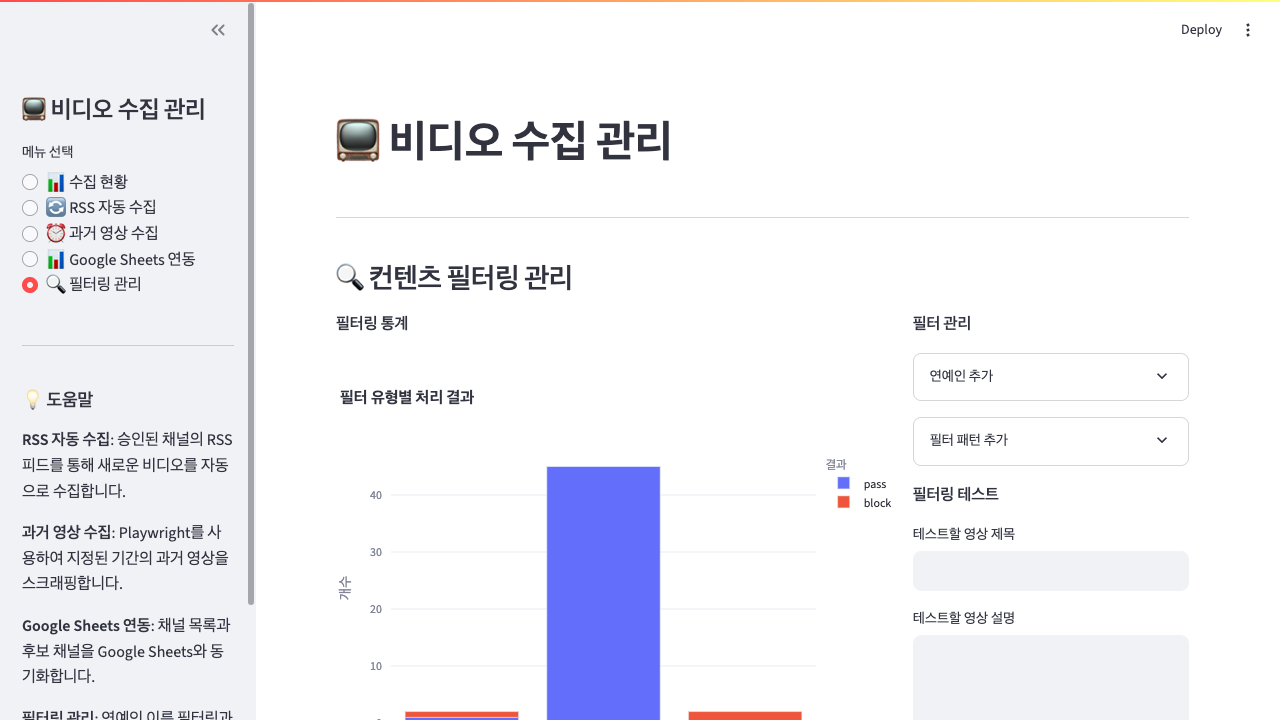 비디오 수집 관리
메뉴 선택
수집 현황
RSS 자동 수집
과거 영상 수집
Google Sheets 연동
필터링 관리
도움말
RSS 자동 수집: 승인된 채널의 RSS
피드를 통해 새로운 비디오를 자동
으로 수집합니다.
과거 영상 수집: Playwright를 사
용하여 지정된 기간의 과거 영상을
스크래핑합니다.
Google Sheets 연동: 채널 목록과
후보 채널을 Google Sheets와 동
기화합니다.
필터링 관리: 연예인 이름 필터링과
Deploy
비디오 수집 관리
컨텐츠 필터링 관리
필터링 통계
필터 유형별 처리 결과
결과
pass
block
40
30
20
10
개수
필터 관리
연예인 추가
필터 패턴 추가
필터링 테스트
테스트할 영상 제목
테스트할 영상 설명